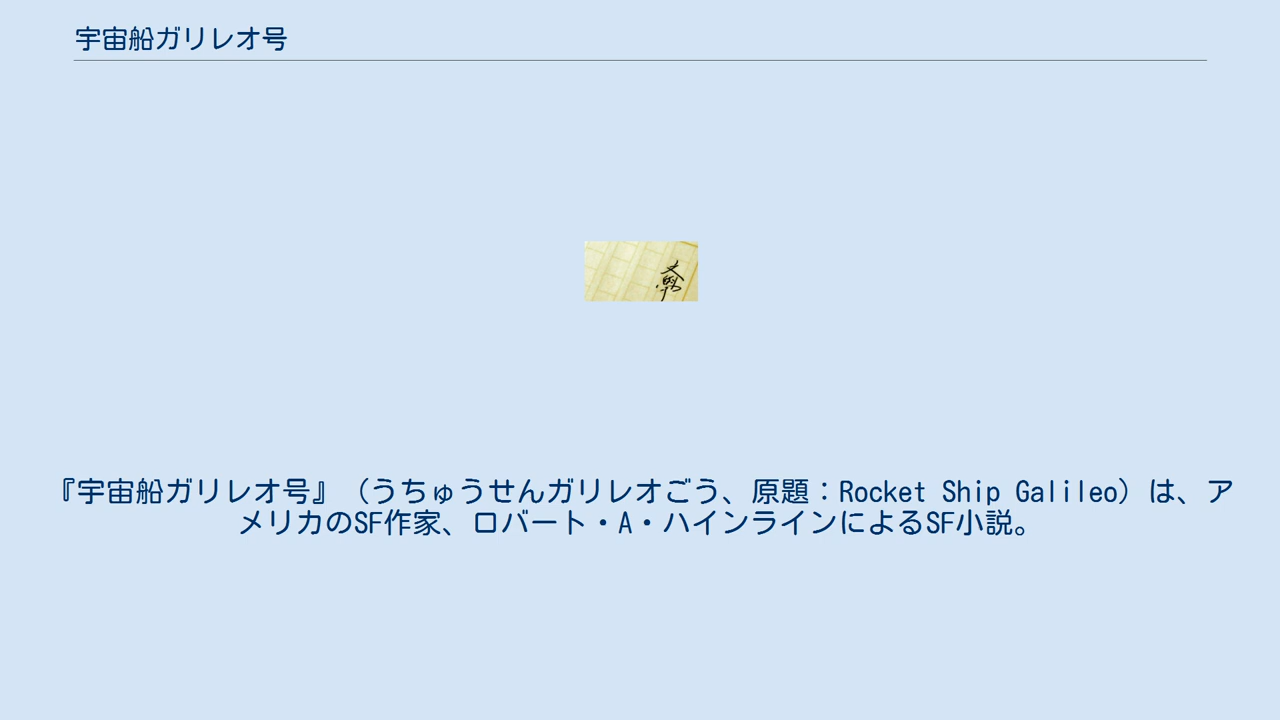 宇宙船ガリレオ号
『宇宙船ガリレオ号』（うちゅうせんガリレオごう、原題：Rocket Ship Galileo）は、ア
メリカのSF作家、ロバート・A・ハインラインによるSF小説。